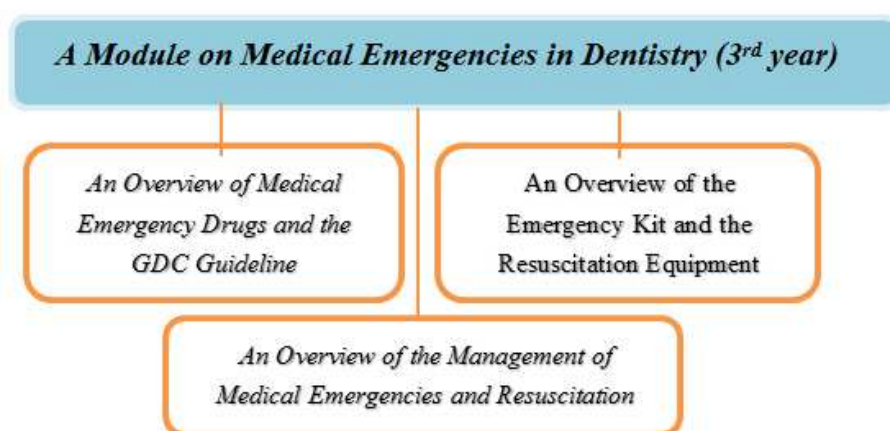 A Module on Medical Emergencies in Dentistry (3rd year)
An Overview of Medical
Emergency Drugs and the
GDC Guideline
An Overview of the
Emergency Kit and the
Resuscitation Equipment
An Overview of the Management of
Medical Emergencies and Resuscitation